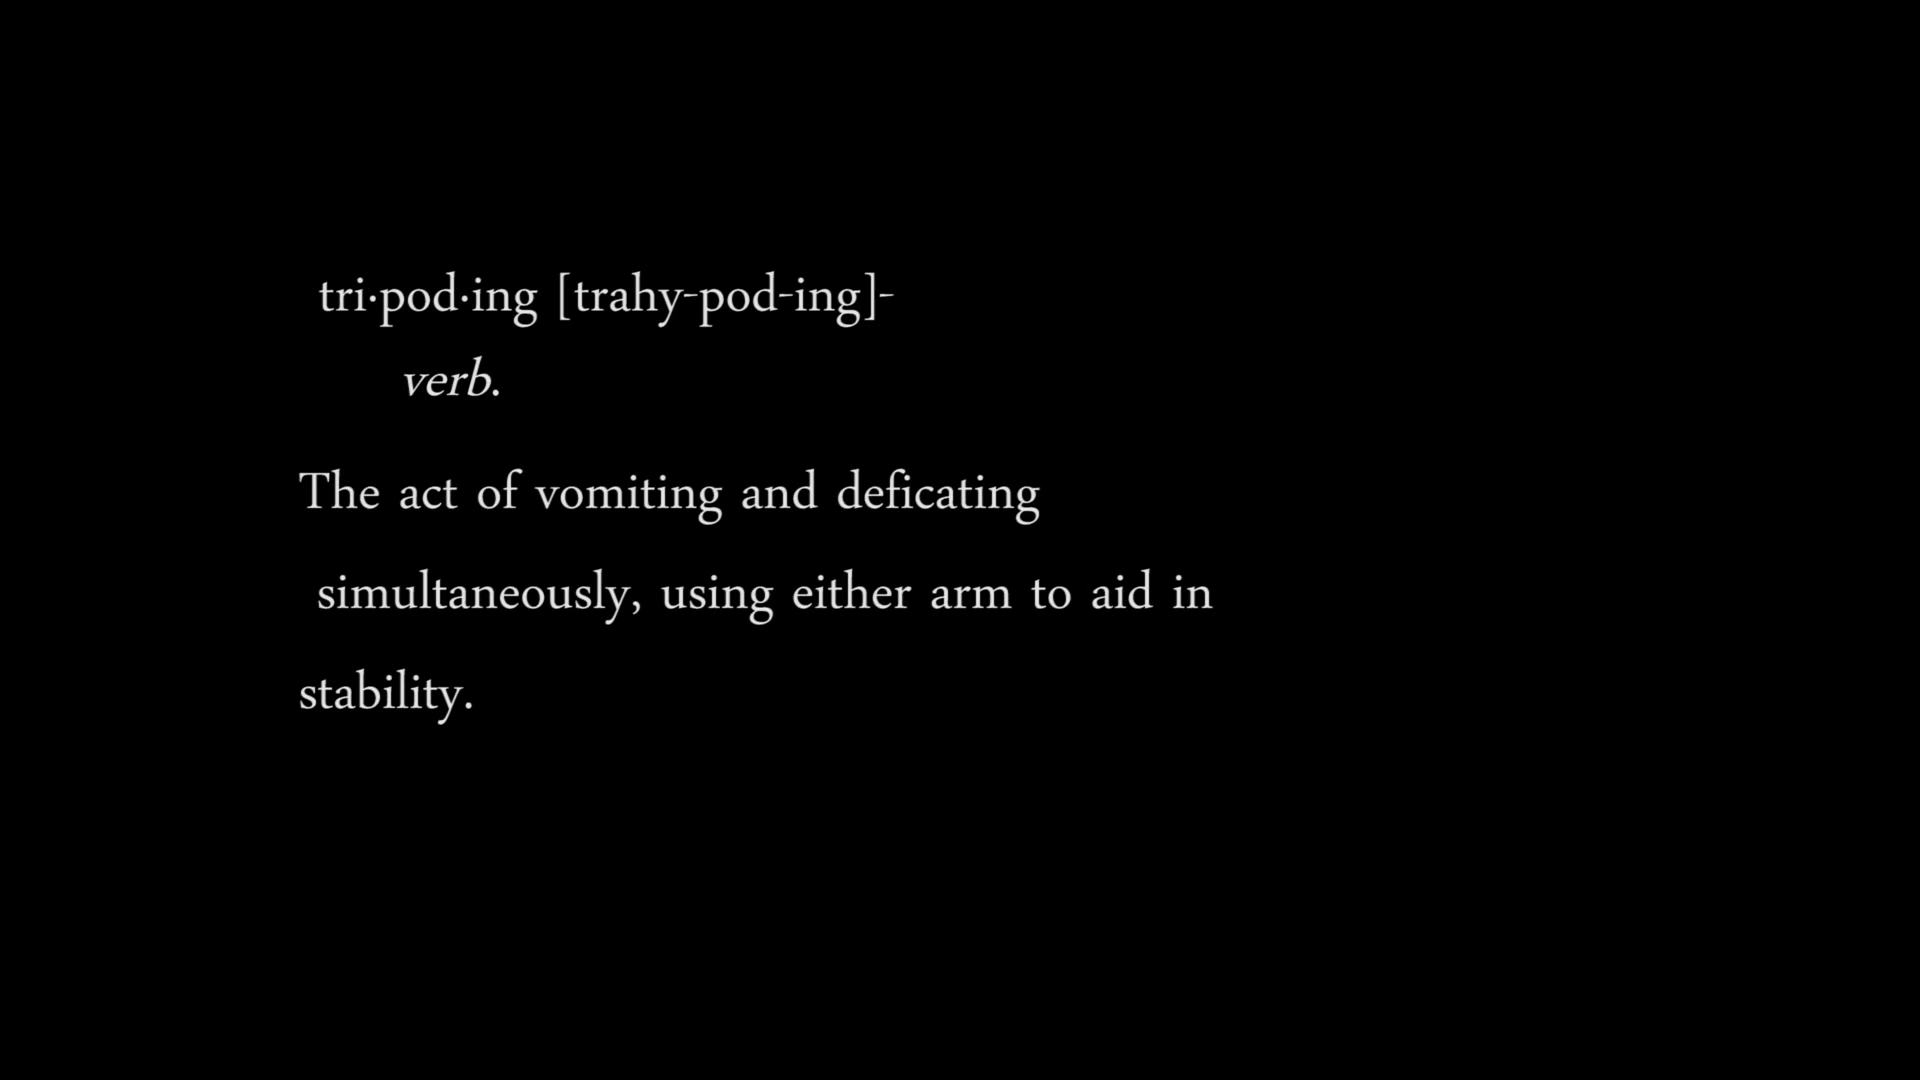 tri·pod·ing [trahy-pod-ing]-
verb.
The act of vomiting and deficating
simultaneously, using either arm to aid in
stability.